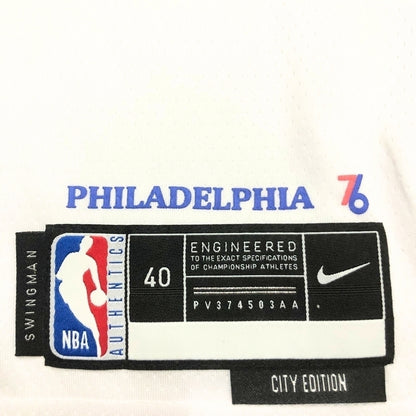 PHILADELPHIA 76
SWINGMAN
NBA
AUTHENTICS
40
ENGINEERED
TO THE EXACT SPECIFICATIONS
OF CHAMPIONSHIP ATHLETES
PV374503AA
CITY EDITION